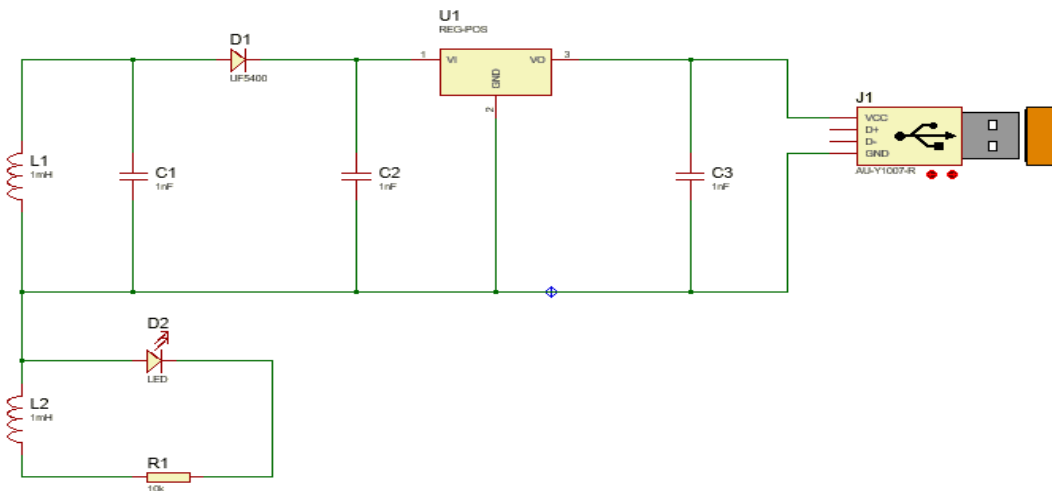 U1
REG-POS
D1
UF5400
1
VI
VO
3
GND
2
J1
VCC
D+
D-
GND
AU-Y1007-R
L1
1mH
C1
1nF
C2
1nF
C3
1nF
D2
LED
L2
1mH
R1
10k